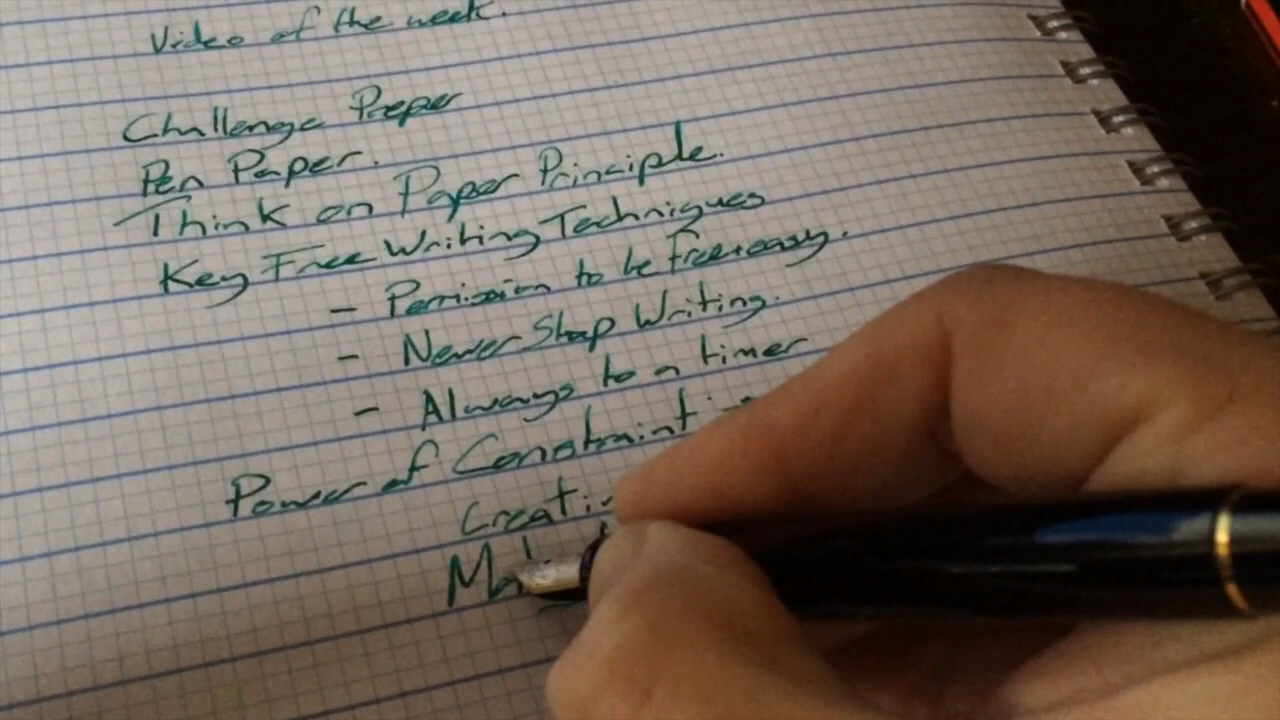 Video of the week.
Challenge Preper
Pen Paper.
Think on Paper Principle.
Key Free Writing Techniques
- Permission to be Free+easy.
- Never Stop Writing.
- Always to a timer
Power of Constraint